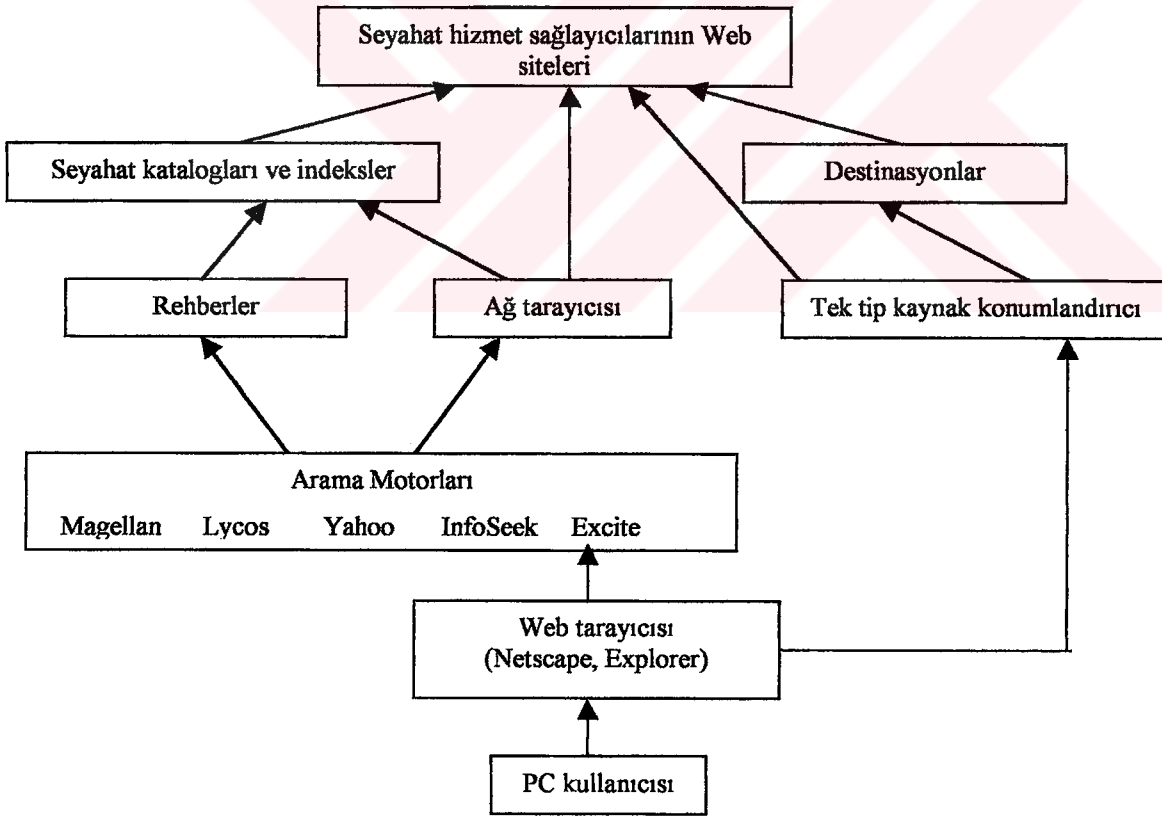 Seyahat hizmet sağlayıcılarının Web
siteleri
Seyahat katalogları ve indeksler
Destinasyonlar
Rehberler
Ağ tarayıcısı
Tek tip kaynak konumlandırıcı
Arama Motorları
Magellan Lycos Yahoo InfoSeek Excite
Web tarayıcısı
(Netscape, Explorer)
PC kullanıcısı